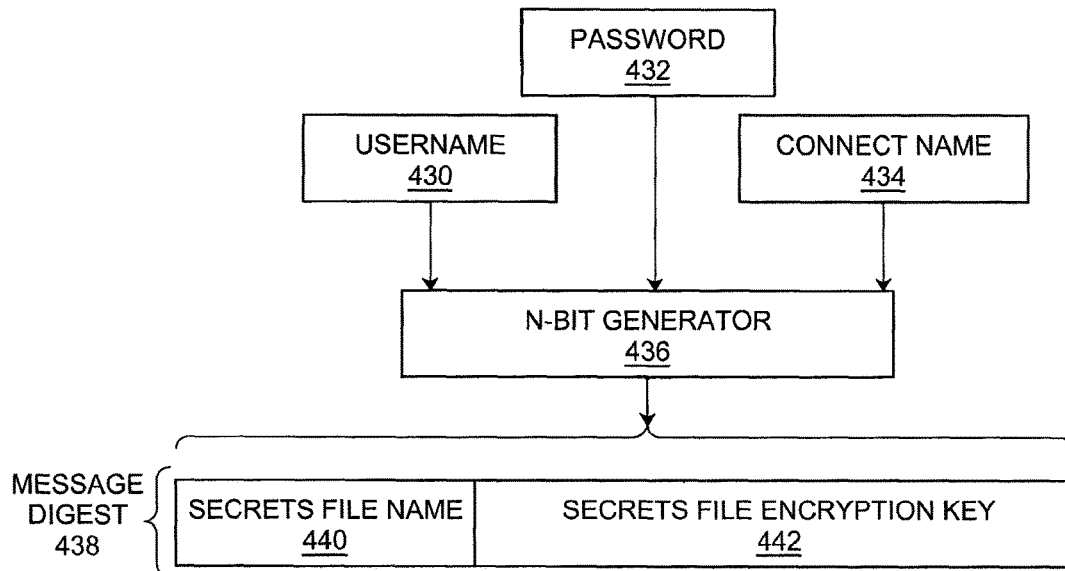 PASSWORD
432
USERNAME
430
CONNECT NAME
434
N-BIT GENERATOR
436
MESSAGE
DIGEST
438
SECRETS FILE NAME
440
SECRETS FILE ENCRYPTION KEY
442